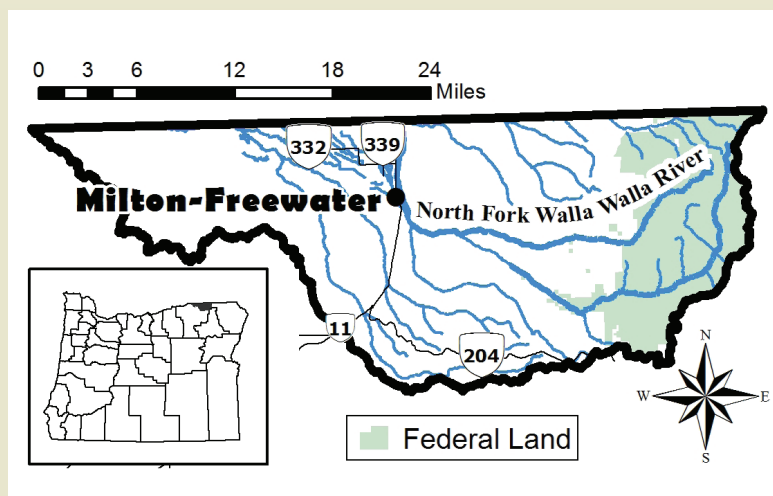 0 3 6 12 18 24
Miles
332
339
Milton-Freewater
North Fork Walla Walla River
11
204
N
W
E
S
Federal Land